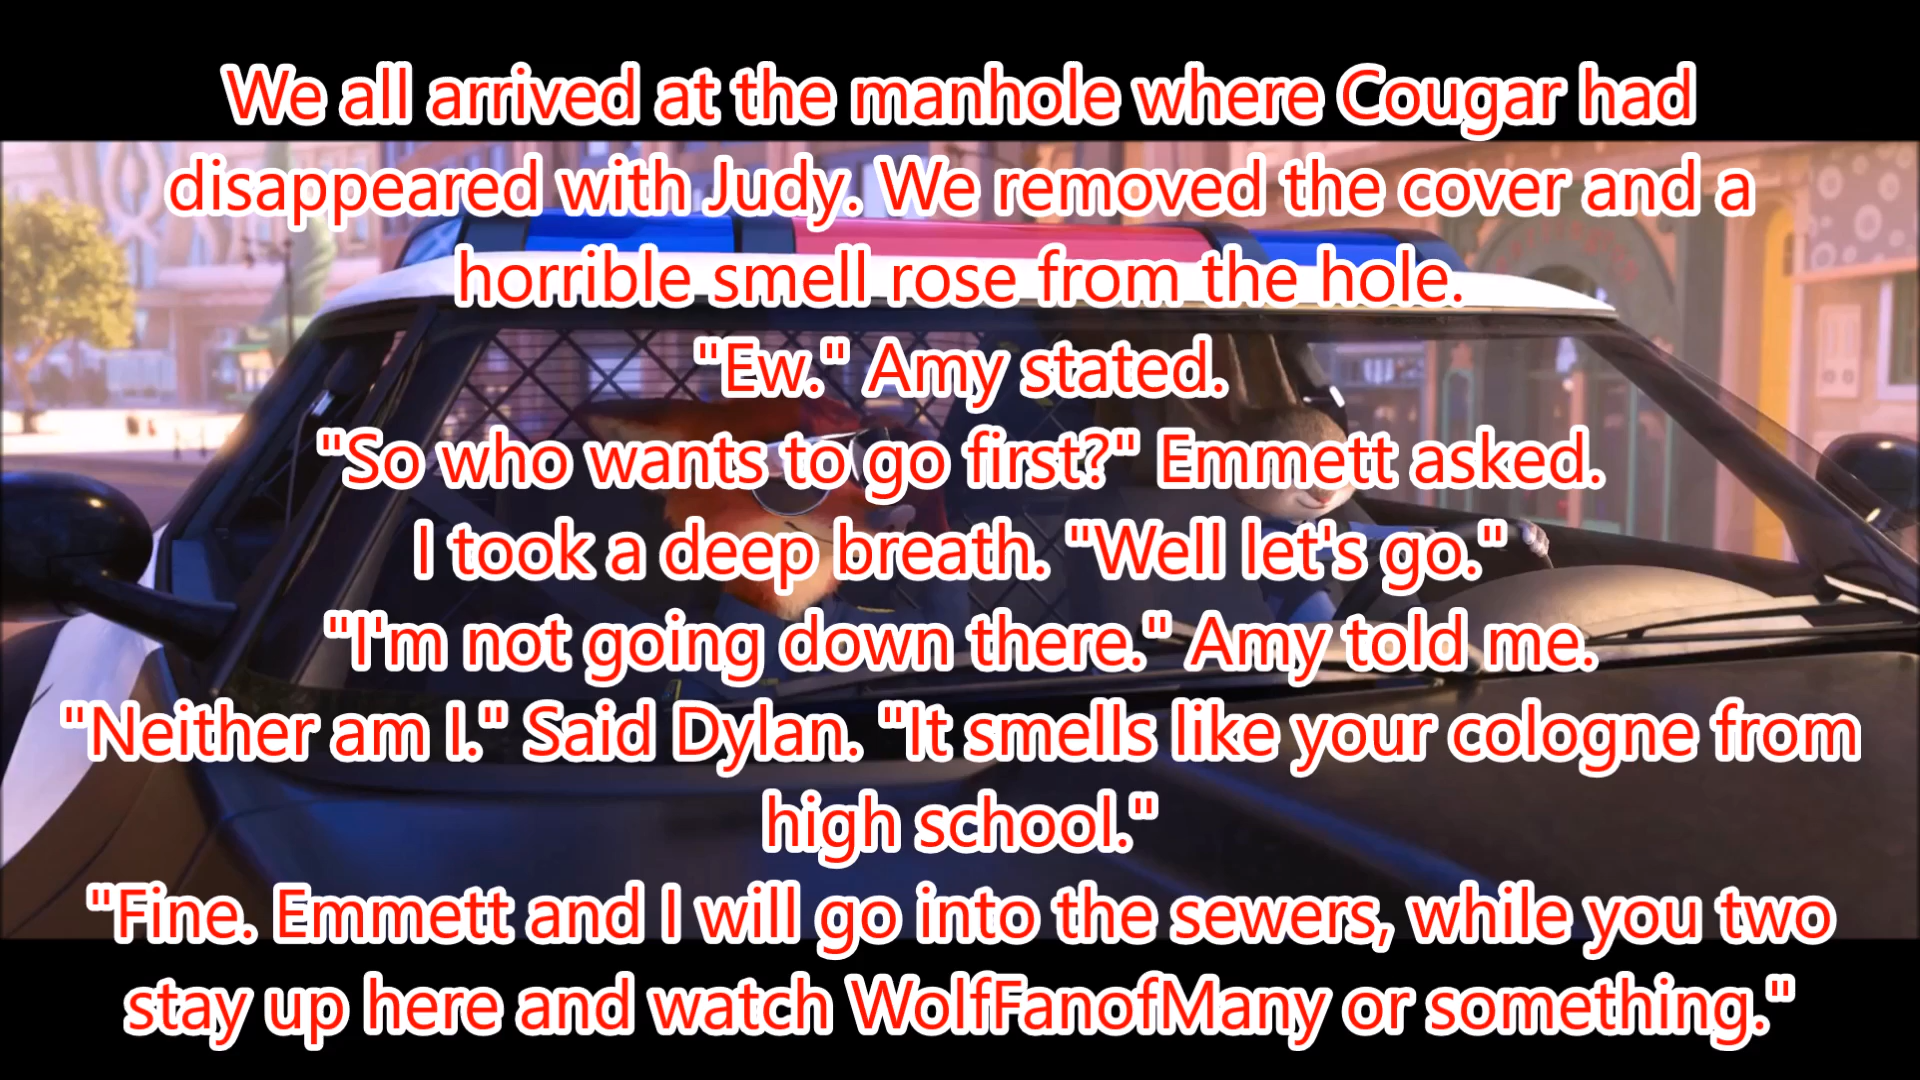 We all arrived at the manhole where Cougar had
disappeared with Judy. We removed the cover and a
horrible smell rose from the hole.
"Ew." Amy stated.
"So who wants to go first?" Emmett asked.
I took a deep breath. "Well let's go."
"I'm not going down there." Amy told me.
"Neither am I." Said Dylan. "It smells like your cologne from
high school."
"Fine. Emmett and I will go into the sewers, while you two
stay up here and watch WolfFanofMany or something."